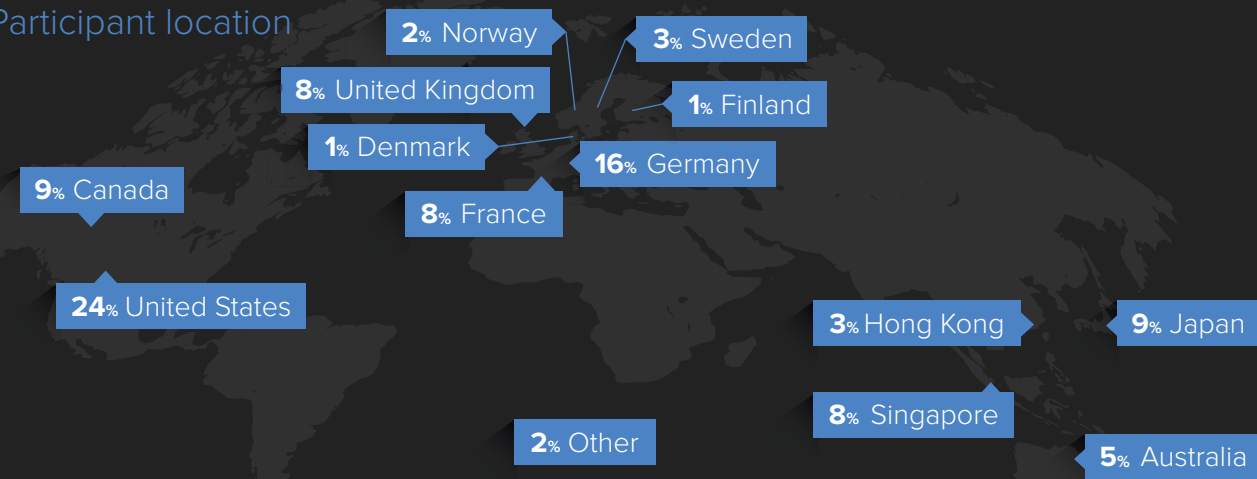 Participant location
2% Norway
3% Sweden
8% United Kingdom
1% Finland
1% Denmark
16% Germany
9% Canada
8% France
24% United States
3% Hong Kong
9% Japan
8% Singapore
2% Other
5% Australia